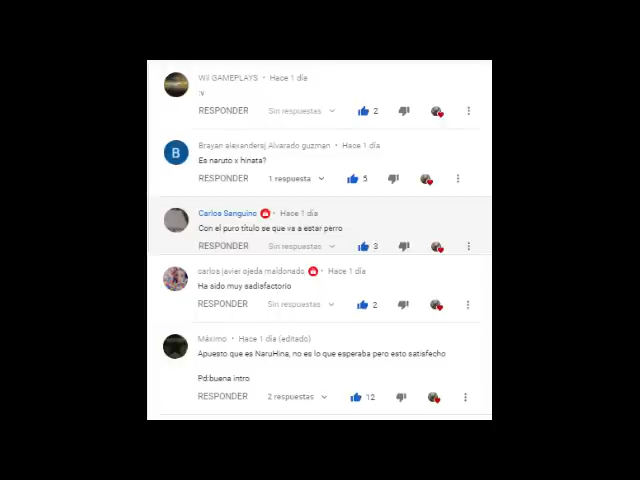 Wii GAMEPLAYS • Hace 1 día
:v
RESPONDER Sin respuestas 2
B
Brayan alexandersj Alvarado guzman • Hace 1 día
Es naruto x hinata?
RESPONDER 1 respuesta 5
Carlos Sanguino • Hace 1 día
Con el puro título se que va a estar perro
RESPONDER Sin respuestas 3
carlos javier ojeda maldonado • Hace 1 día
Ha sido muy sadisfactorio
RESPONDER Sin respuestas 2
Máximo • Hace 1 día (editado)
Apuesto que es NaruHina, no es lo que esperaba pero esto satisfecho
Pd:buena intro
RESPONDER 2 respuestas 12